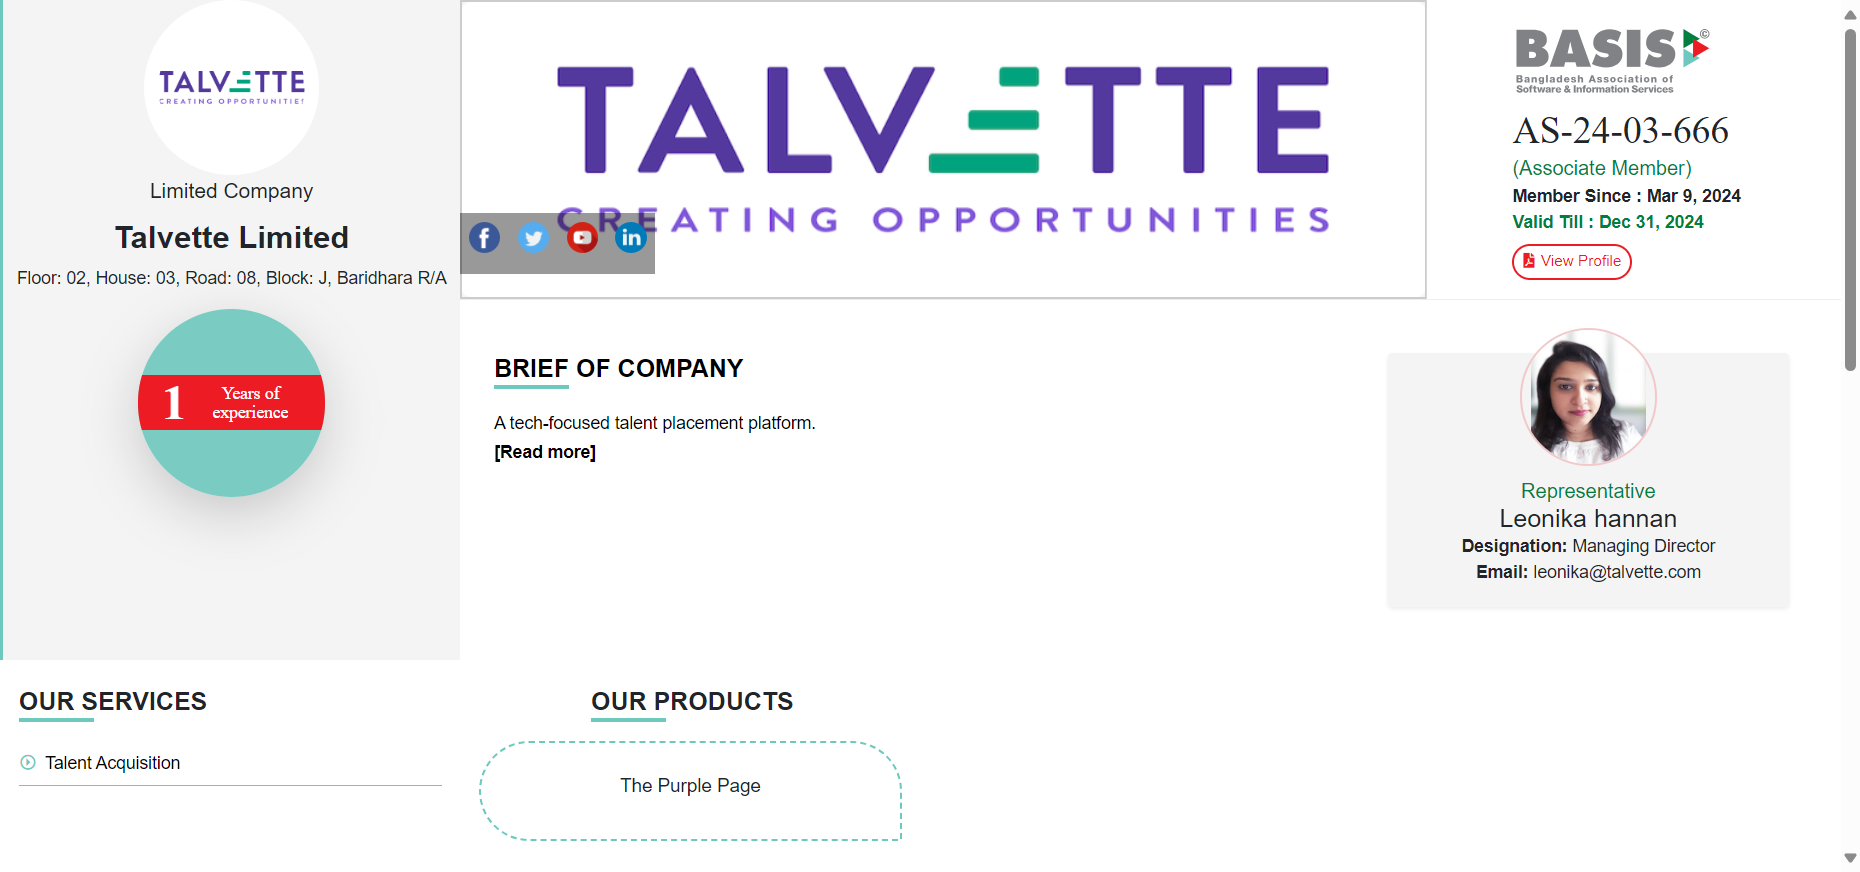 TALVETTE
CREATING OPPORTUNITIES
Limited Company
Talvette Limited
Floor: 02, House: 03, Road: 08, Block: J, Baridhara R/A
1 Years of
experience
TALVETTE
CREATING OPPORTUNITIES
BASIS ©
Bangladesh Association of
Software & Information Services
AS-24-03-666
(Associate Member)
Member Since : Mar 9, 2024
Valid Till : Dec 31, 2024
View Profile
BRIEF OF COMPANY
A tech-focused talent placement platform.
[Read more]
Representative
Leonika hannan
Designation: Managing Director
Email: leonika@talvette.com
OUR SERVICES
Talent Acquisition
OUR PRODUCTS
The Purple Page